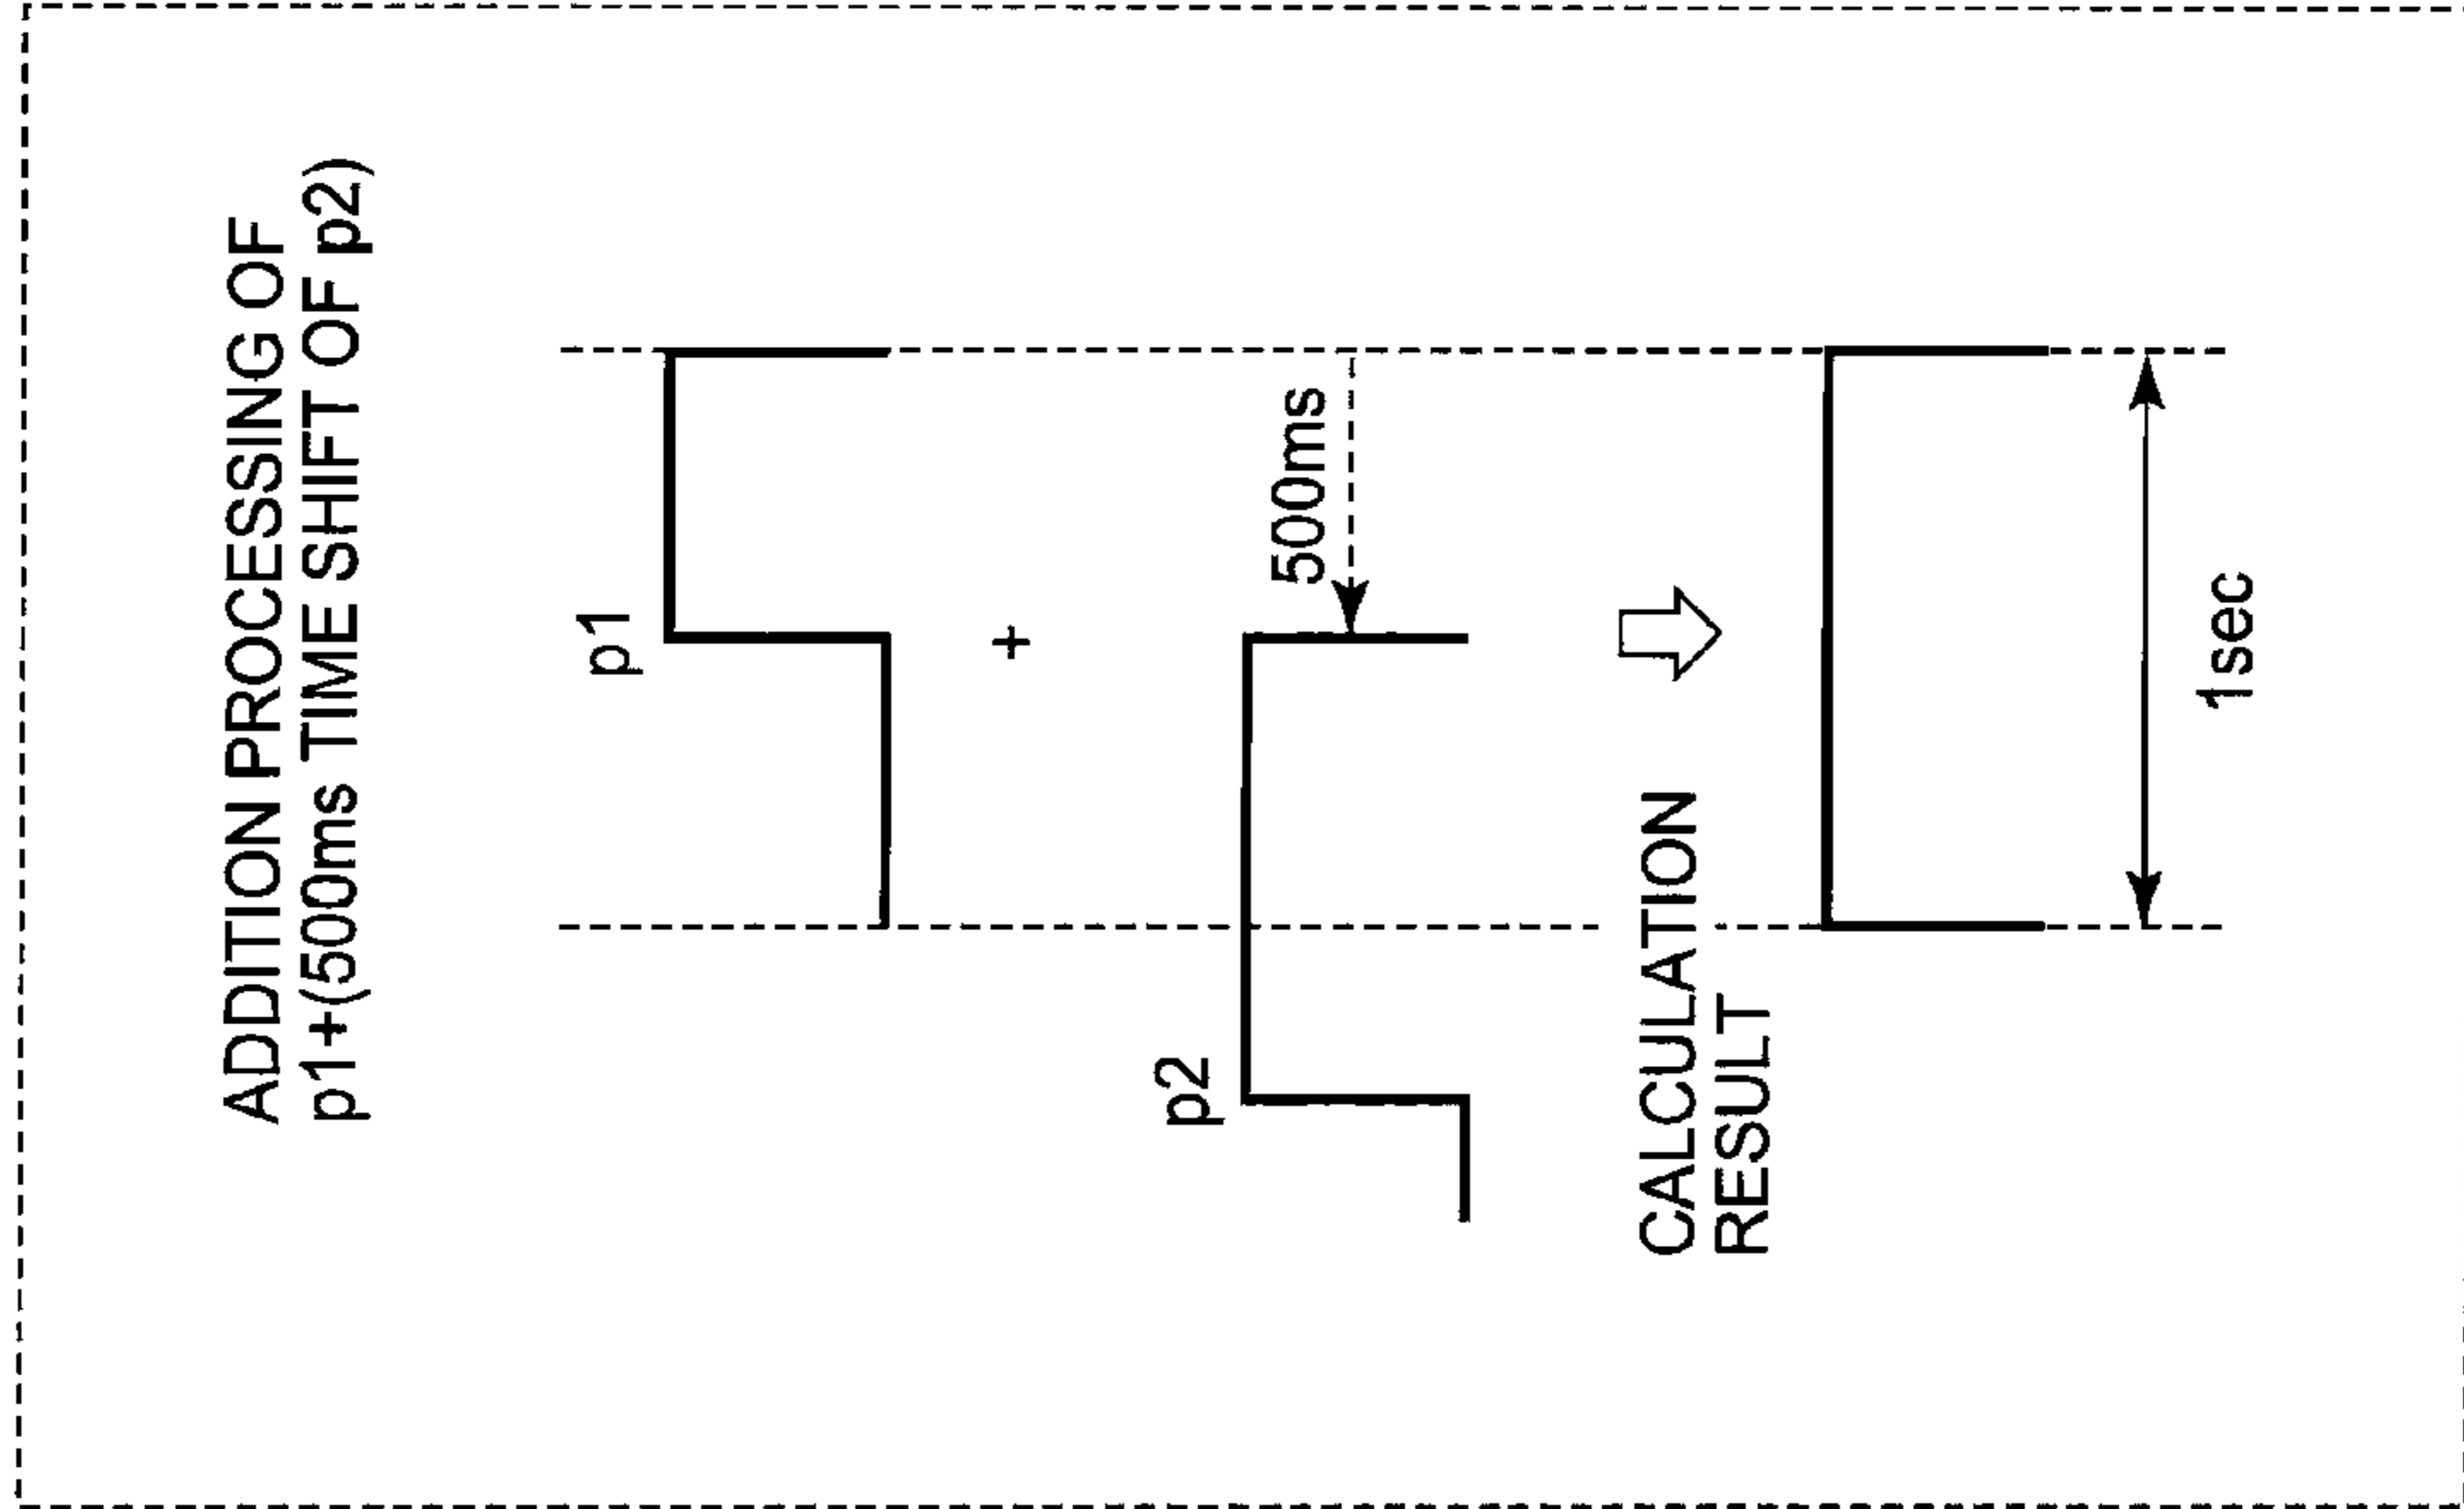 ADDITION PROCESSING OF
p1+(500ms TIME SHIFT OF p2)
p1
+
500ms
p2
CALCULATION
RESULT
1sec